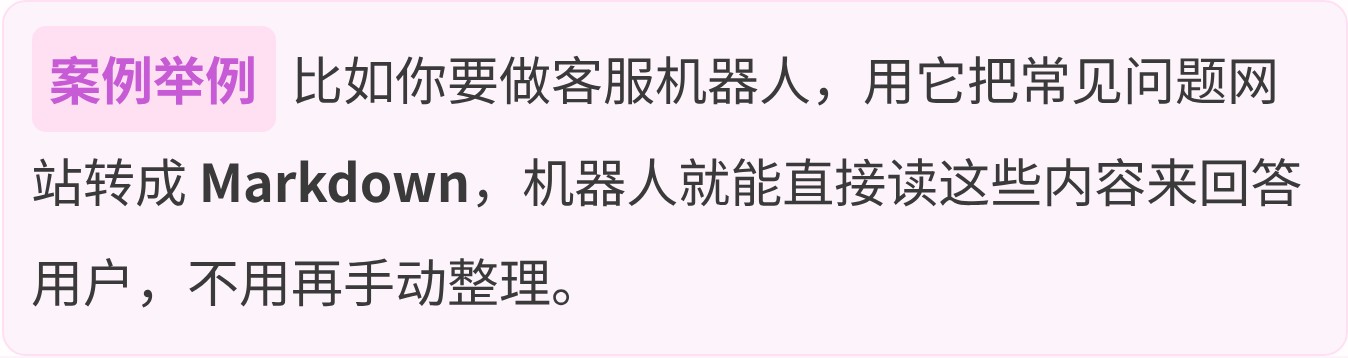 案例举例 比如你要做客服机器人，用它把常见问题网
站转成 Markdown，机器人就能直接读这些内容来回答
用户，不用再手动整理。